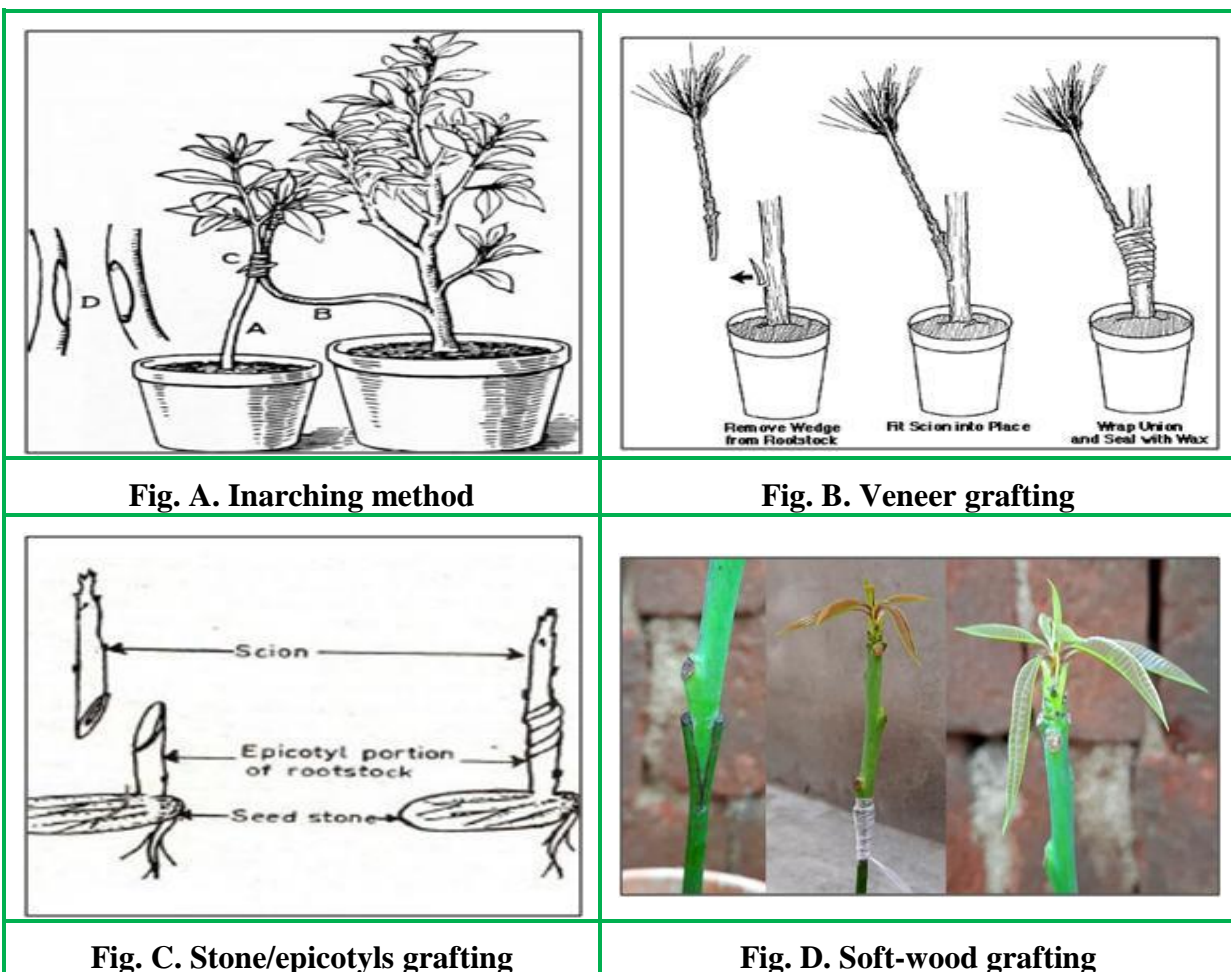 C
D
A
B
Remove Wedge
from Rootstock
Fit Scion into Place
Wrap Union
and Seal with Wax
Fig. A. Inarching method
Fig. B. Veneer grafting
Scion
Epicotyl portion
of rootstock
Seed stone
Fig. C. Stone/epicotyls grafting
Fig. D. Soft-wood grafting